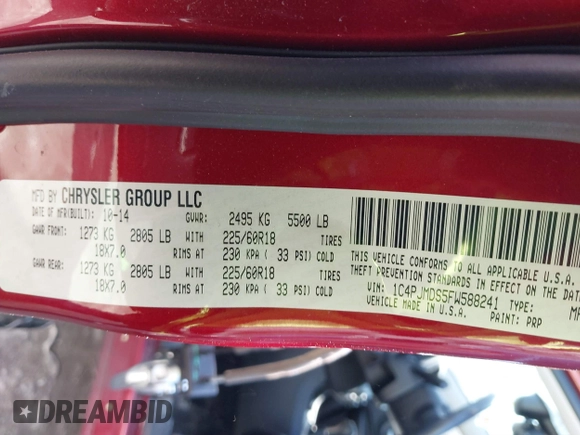 MFD BY CHRYSLER GROUP LLC
DATE OF MFR(BUILT): 10-14 GVWR: 2495 KG 5500 LB
GAWR FRONT: 1273 KG 2805 LB WITH 225/60R18 TIRES
18X7.0 RIMS AT 230 KPA ( 33 PSI) COLD
GAWR REAR: 1273 KG 2805 LB WITH 225/60R18 TIRES
18X7.0 RIMS AT 230 KPA ( 33 PSI) COLD
THIS VEHICLE CONFORMS TO ALL APPLICABLE U.S.A.
THEFT PREVENTION STANDARDS IN EFFECT ON THE DATE
VIN: 1C4PJMDS5FW588241 TYPE:
VEHICLE MADE IN U.S.A. PAINT: PRP
DREAMBID